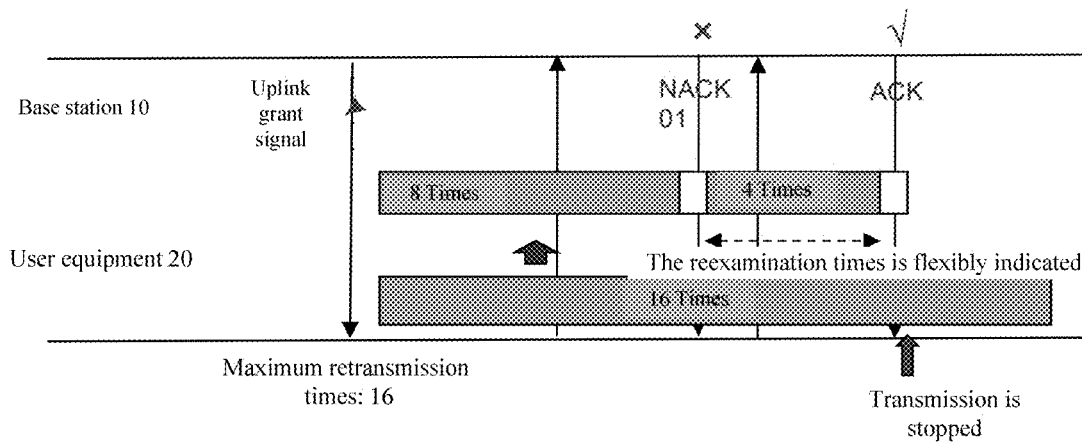 × √
Base station 10
Uplink
grant
signal
NACK
01
ACK
8 Times
4 Times
User equipment 20
The reexamination times is flexibly indicated
16 Times
Maximum retransmission
times: 16
Transmission is
stopped